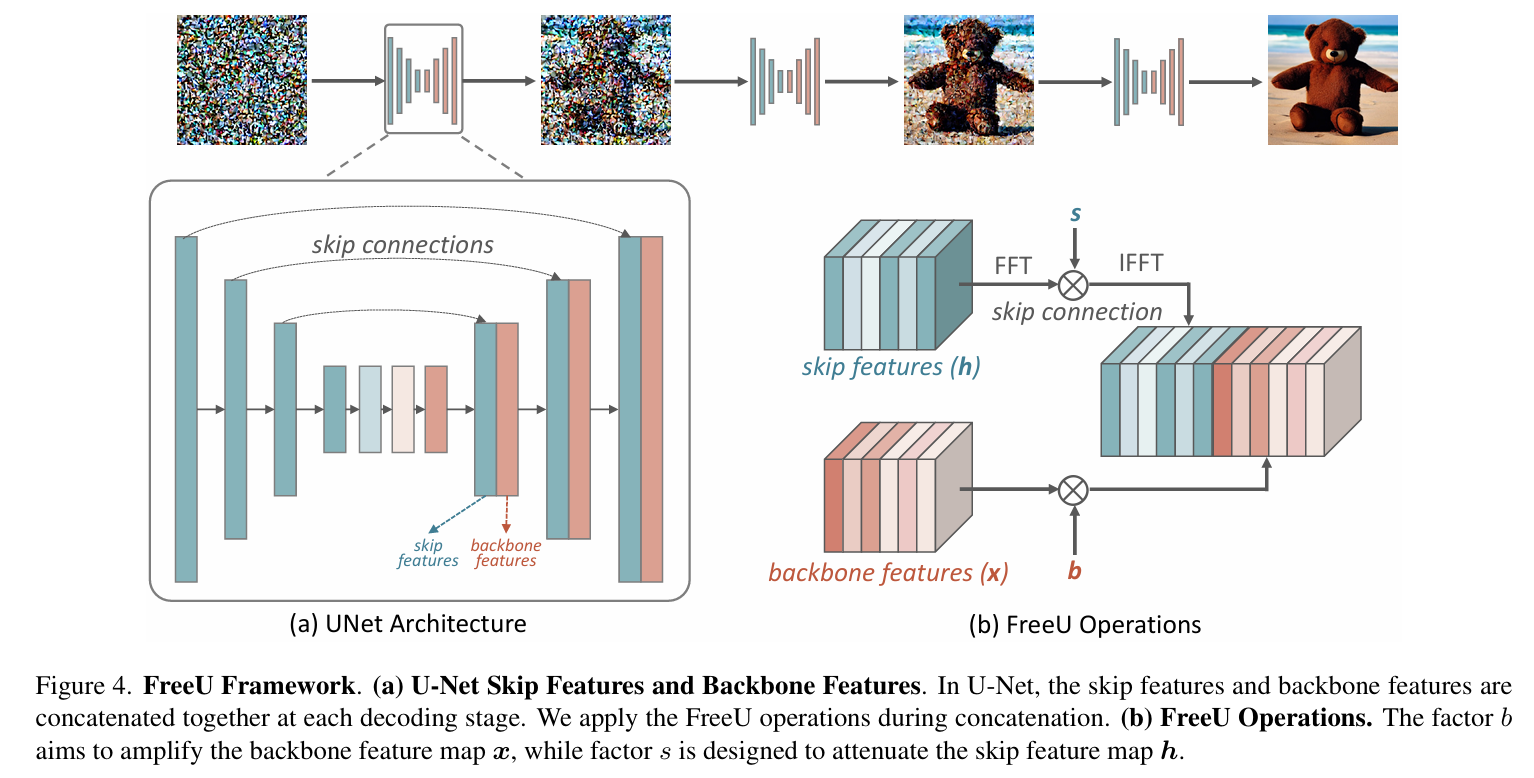 skip connections
skip
features
backbone
features
(a) UNet Architecture
s
FFT
IFFT
skip connection
skip features (h)
backbone features (x)
b
(b) FreeU Operations
Figure 4. FreeU Framework. (a) U-Net Skip Features and Backbone Features. In U-Net, the skip features and backbone features are
concatenated together at each decoding stage. We apply the FreeU operations during concatenation. (b) FreeU Operations. The factor b
aims to amplify the backbone feature map x, while factor s is designed to attenuate the skip feature map h.